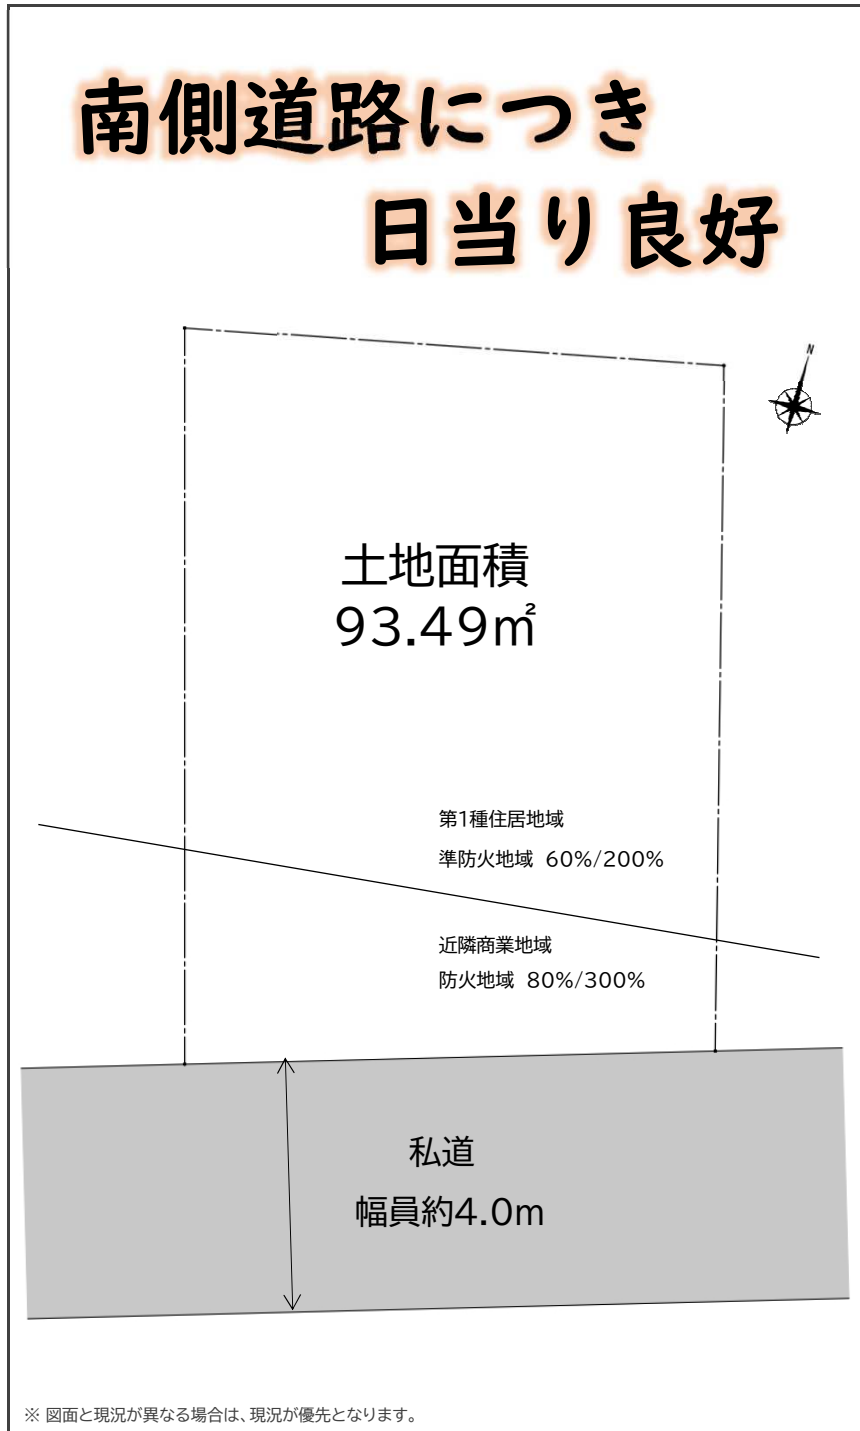 南側道路につき
日当り良好
N
土地面積
93.49㎡
第1種住居地域
準防火地域 60%/200%
近隣商業地域
防火地域 80%/300%
私道
幅員約4.0m
※ 図面と現況が異なる場合は、現況が優先となります。